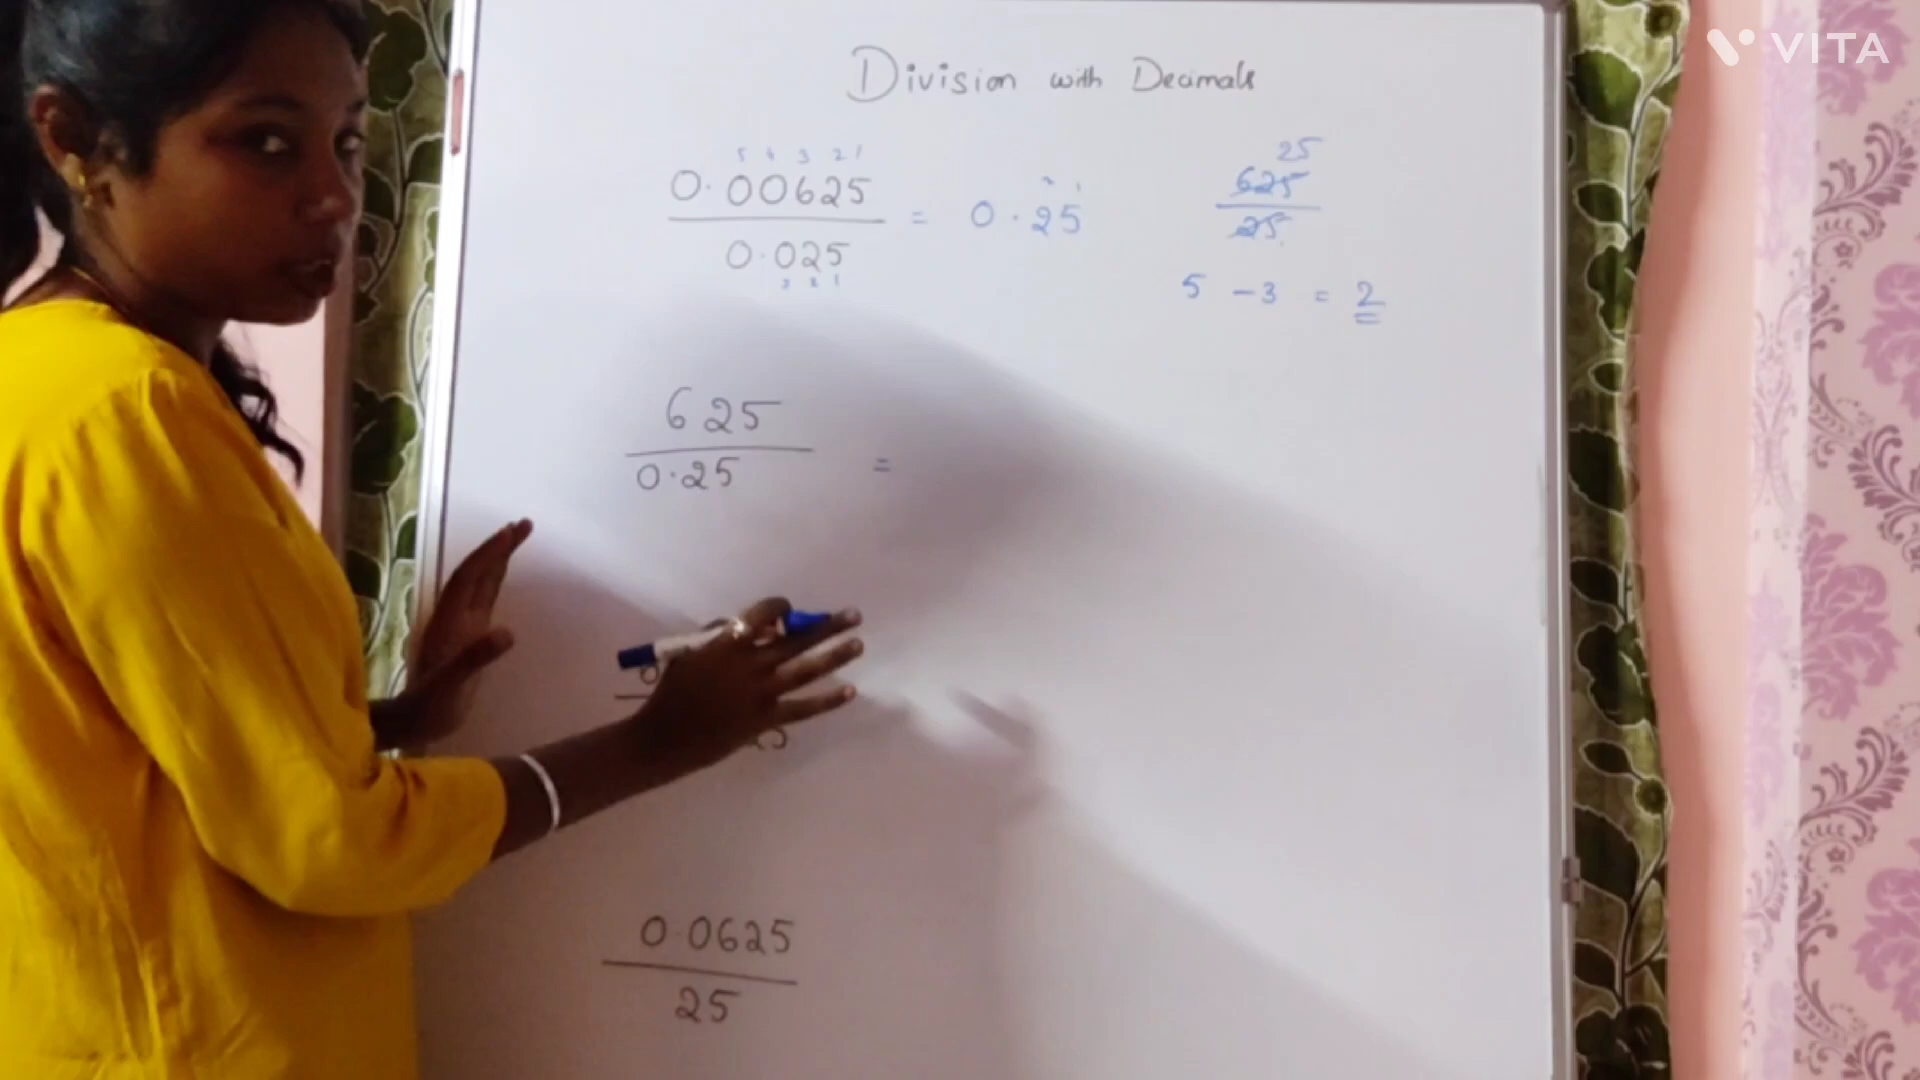 VITA
Division with Decimals
5 4 3 2 1
0.00625
0.025
3 2 1
= 0.25
25
625
25
5 - 3 = 2
625
0.25
=
25
0.0625
25